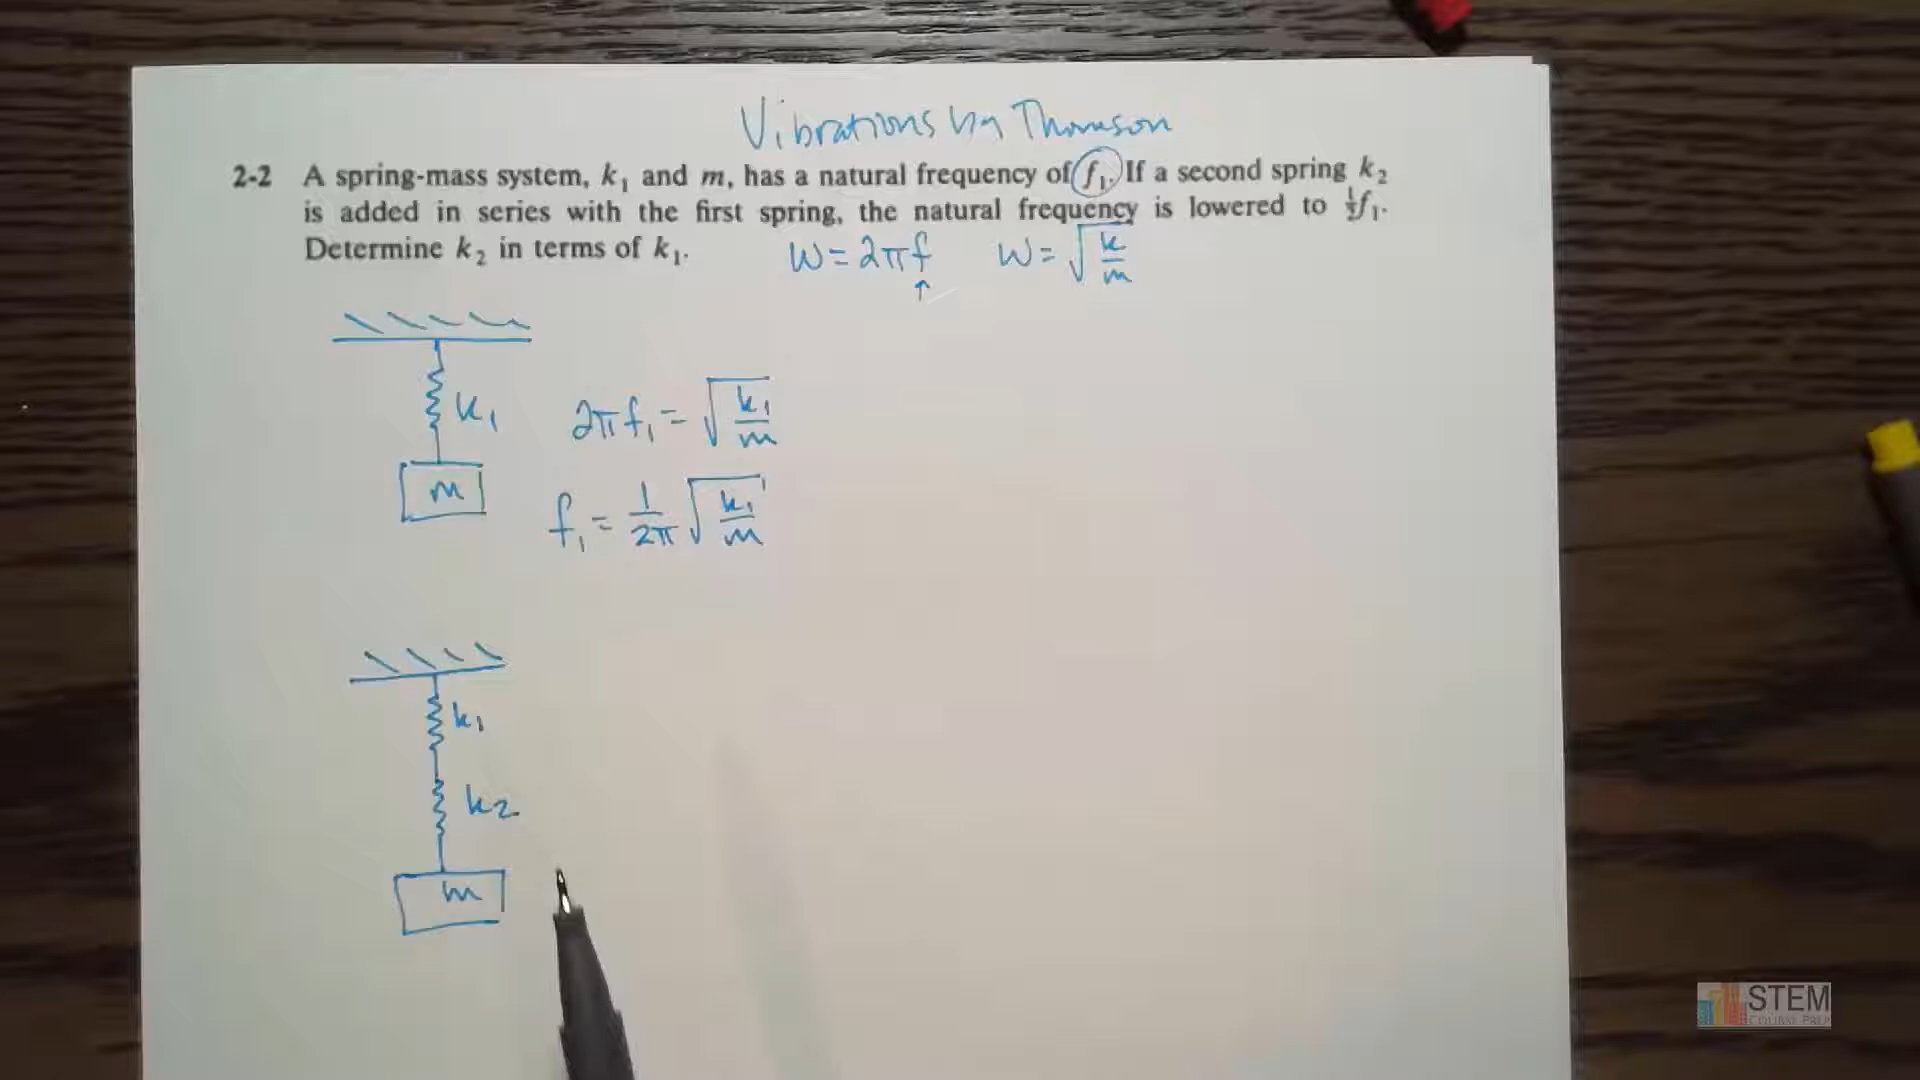 Vibrations by Thomson
2-2 A spring-mass system, k₁ and m, has a natural frequency of f₁. If a second spring k₂
is added in series with the first spring, the natural frequency is lowered to ½f₁.
Determine k₂ in terms of k₁.
ω = 2πf ω = √(k/m)
↑
k₁
2πf₁ = √(k₁/m)
m
f₁ = 1/2π √(k₁/m)
k₁
k₂
m
STEM
COURSE PREP